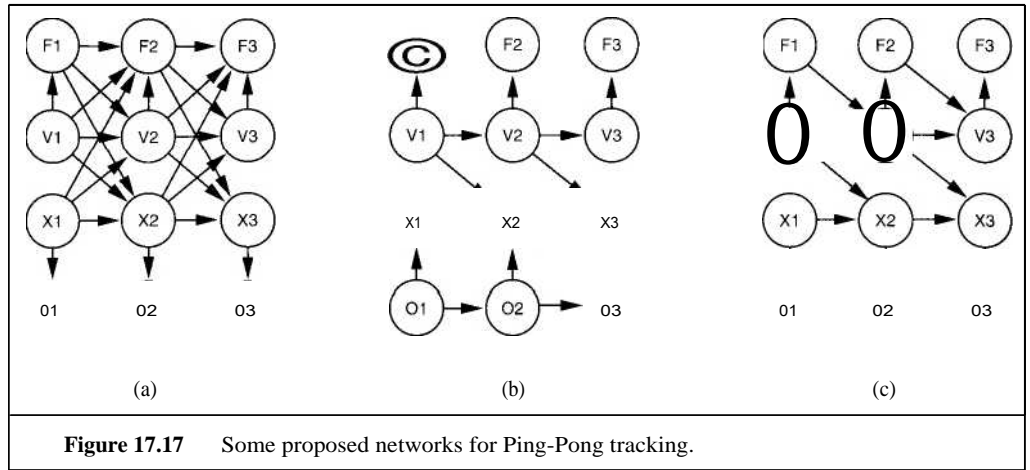 F1 F2 F3 © F2 F3 F1 F2 F3
V1 V2 V3 V1 V2 V3 0 0 V3
X1 X2 X3 X1 X2 X3 X1 X2 X3
01 02 03 O1 O2 03 01 02 03
(a) (b) (c)
Figure 17.17 Some proposed networks for Ping-Pong tracking.